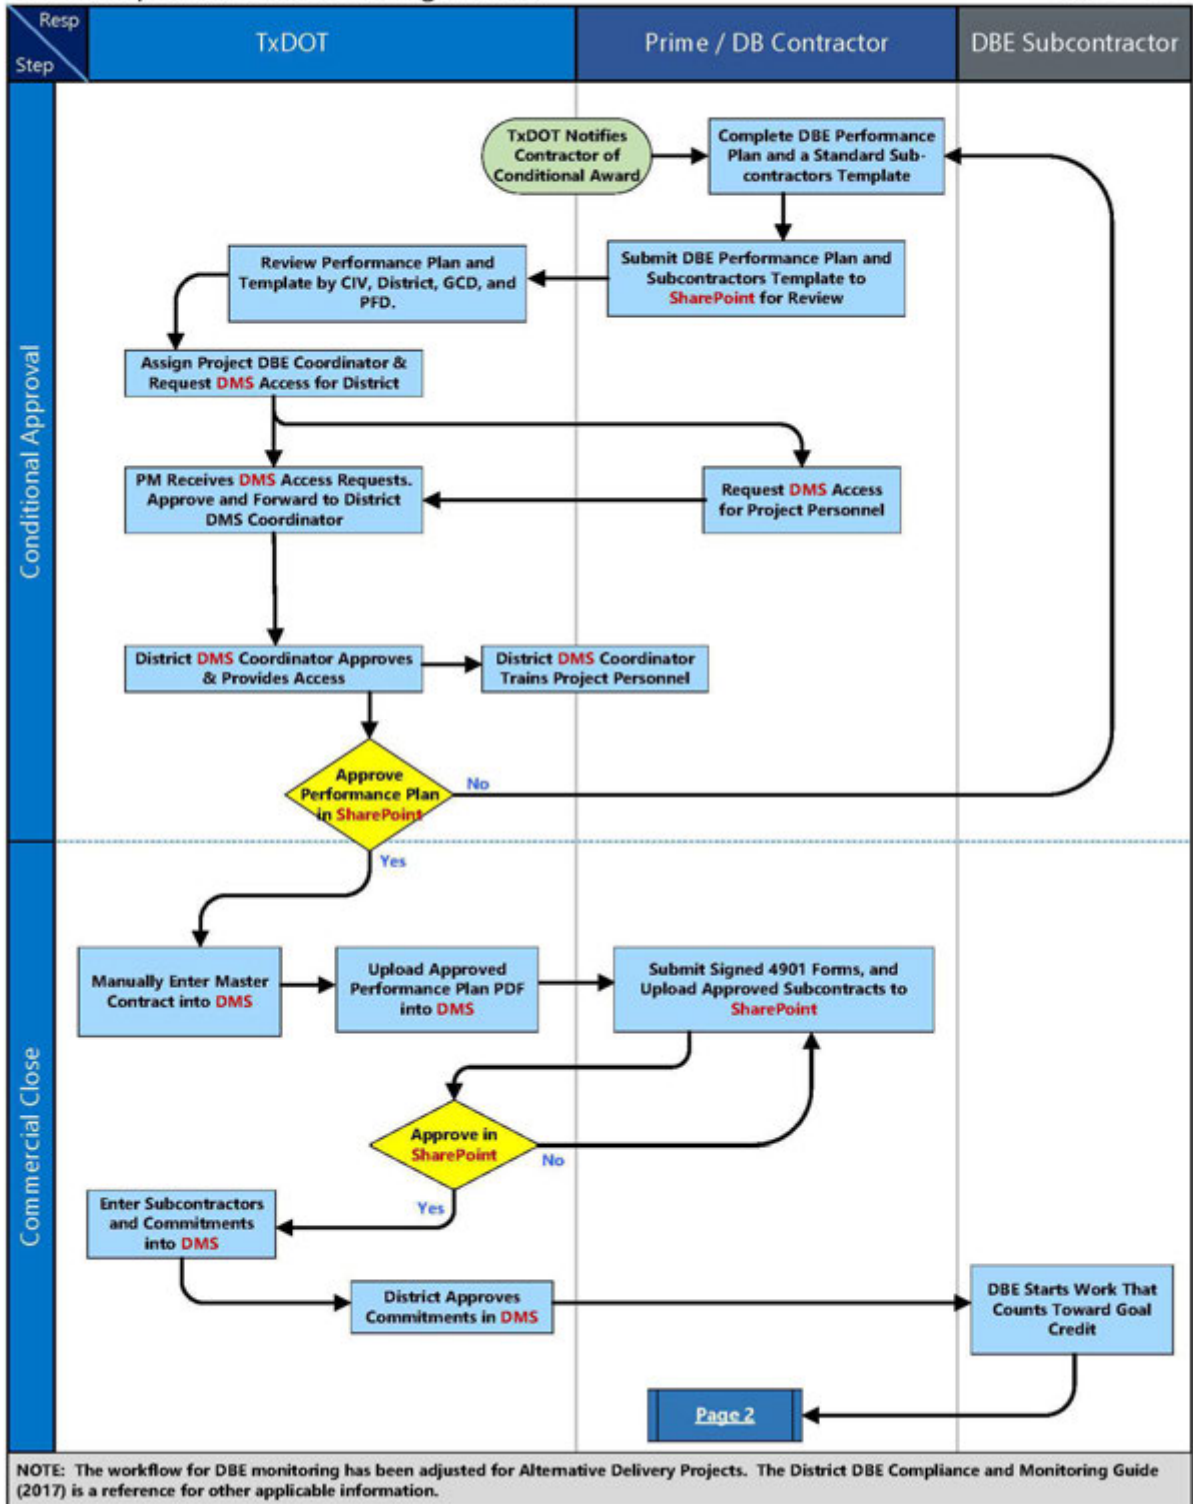 Resp
Step
TxDOT
Prime / DB Contractor
DBE Subcontractor
Conditional Approval
TxDOT Notifies
Contractor of
Conditional Award
Complete DBE Performance
Plan and a Standard Sub-
contractors Template
Submit DBE Performance Plan and
Subcontractors Template to
SharePoint for Review
Review Performance Plan and
Template by CIV, District, GCD, and
PFD.
Assign Project DBE Coordinator &
Request DMS Access for District
PM Receives DMS Access Requests.
Approve and Forward to District
DMS Coordinator
Request DMS Access
for Project Personnel
District DMS Coordinator Approves
& Provides Access
District DMS Coordinator
Trains Project Personnel
Approve
Performance Plan
in SharePoint
No
Yes
Commercial Close
Manually Enter Master
Contract into DMS
Upload Approved
Performance Plan PDF
into DMS
Submit Signed 4901 Forms, and
Upload Approved Subcontracts to
SharePoint
Approve in
SharePoint
No
Yes
Enter Subcontractors
and Commitments
into DMS
District Approves
Commitments in DMS
DBE Starts Work That
Counts Toward Goal
Credit
Page 2
NOTE: The workflow for DBE monitoring has been adjusted for Alternative Delivery Projects. The District DBE Compliance and Monitoring Guide
(2017) is a reference for other applicable information.